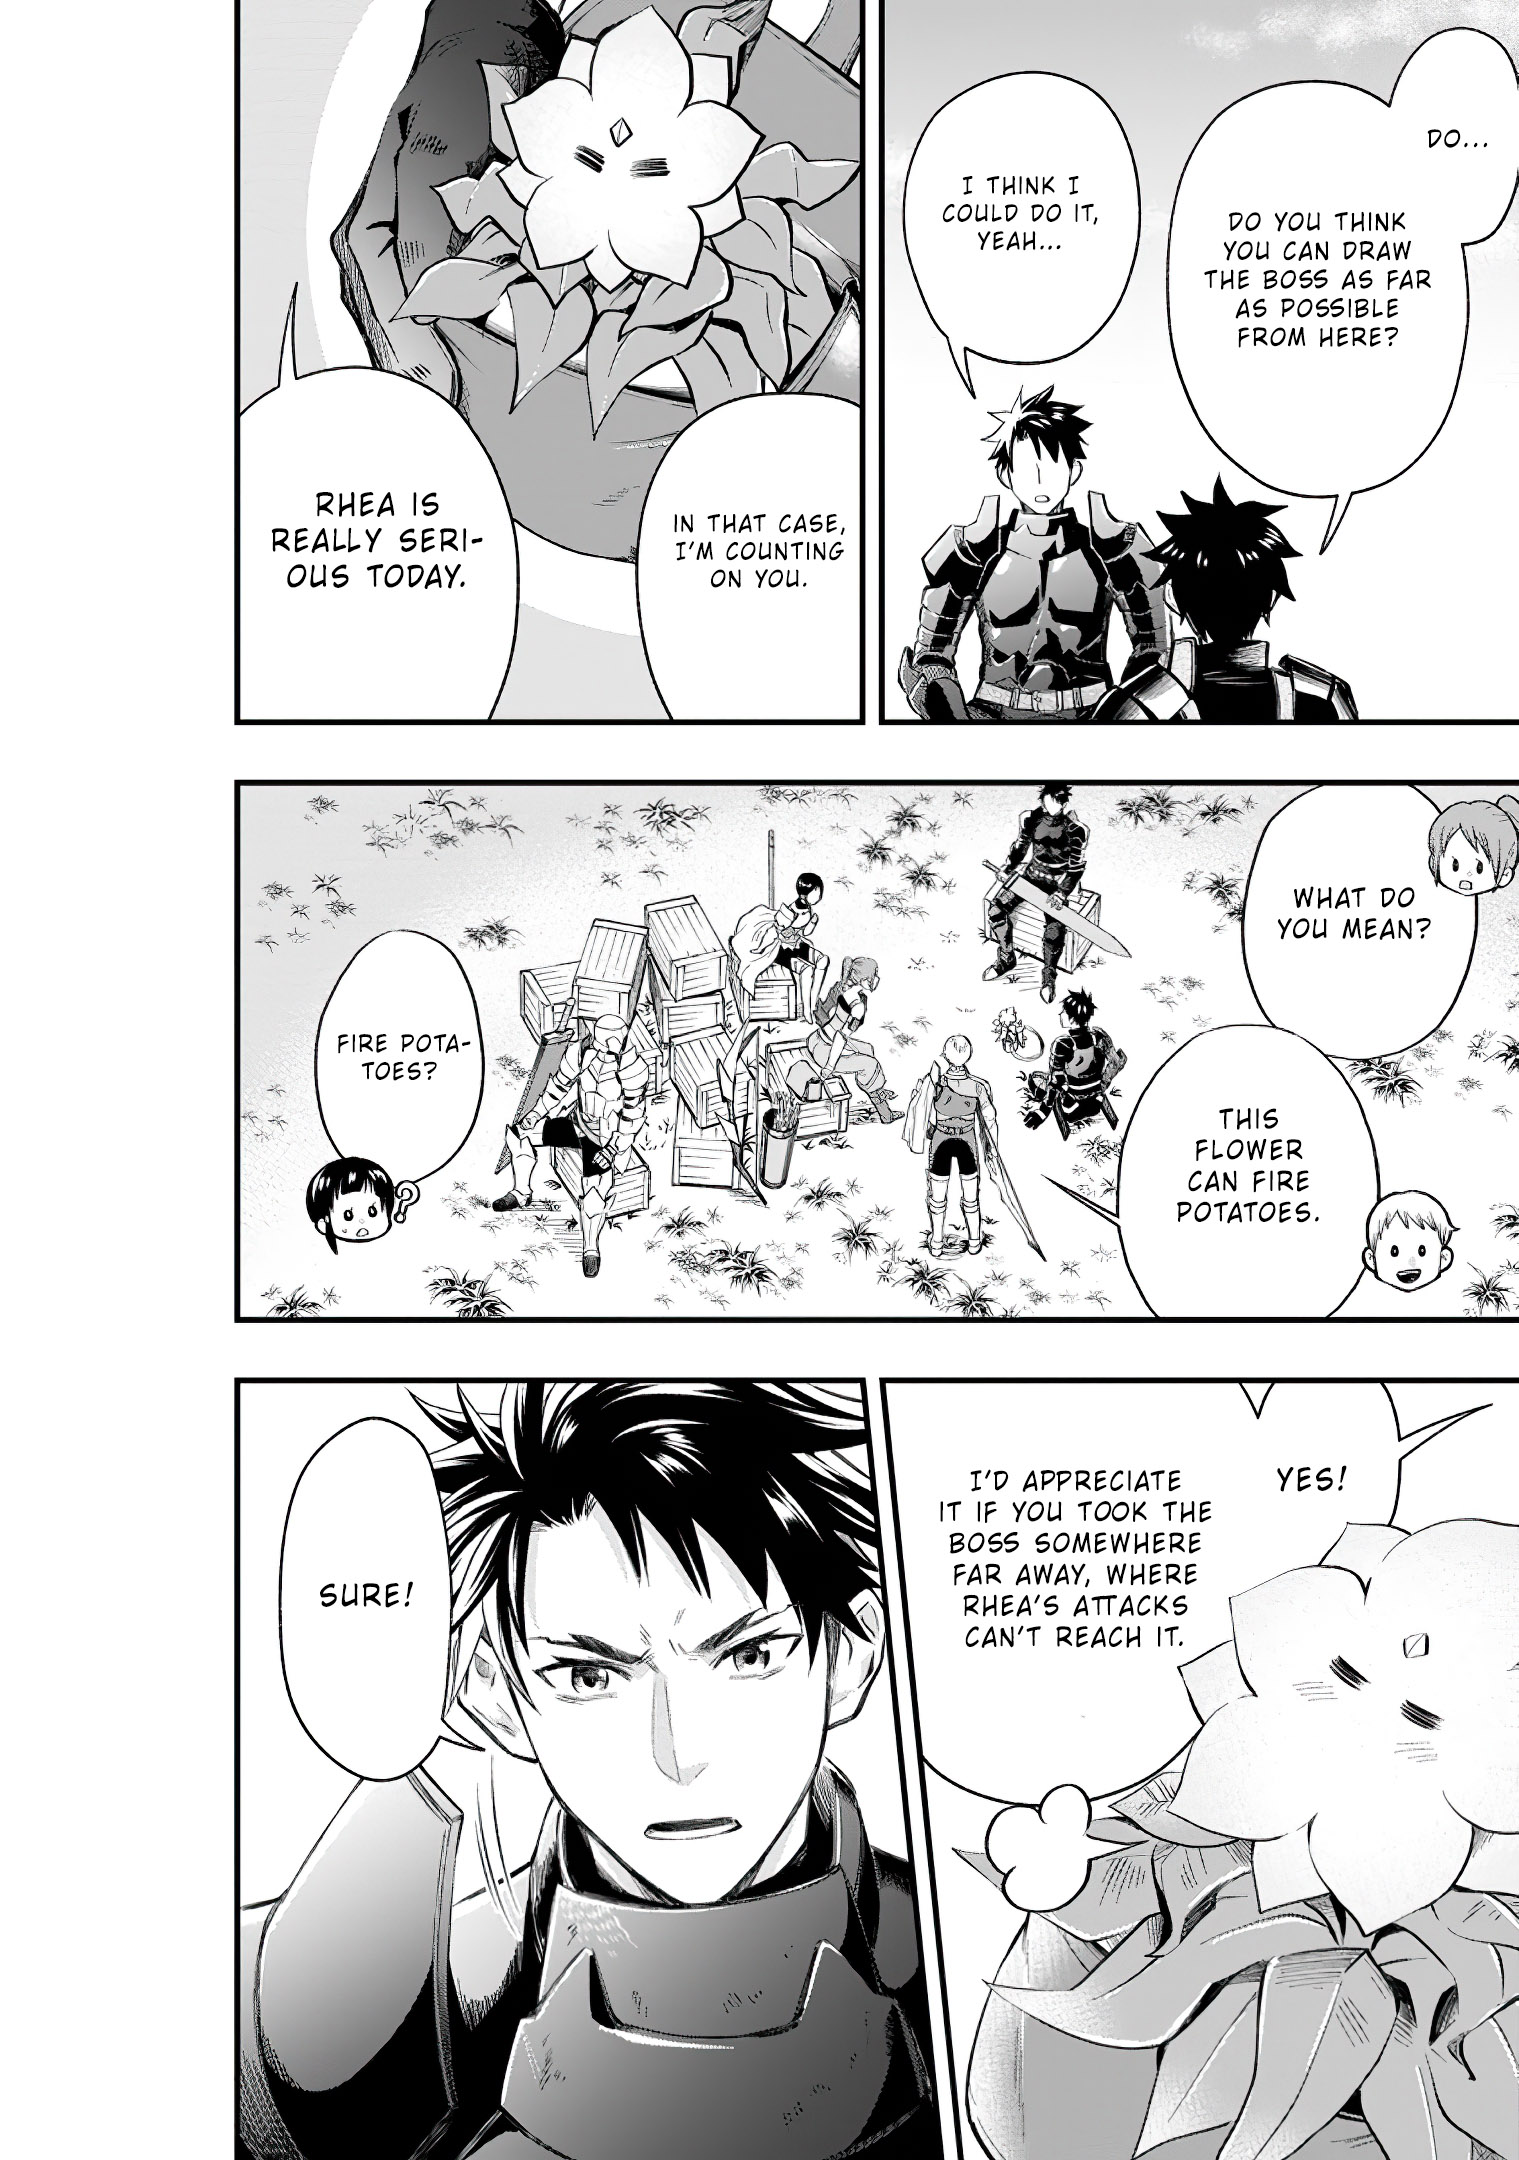 DO...
DO YOU THINK
YOU CAN DRAW
THE BOSS AS FAR
AS POSSIBLE
FROM HERE?
I THINK I
COULD DO IT,
YEAH...
IN THAT CASE,
I'M COUNTING
ON YOU.
RHEA IS
REALLY SERI-
OUS TODAY.
WHAT DO
YOU MEAN?
THIS
FLOWER
CAN FIRE
POTATOES.
FIRE POTA-
TOES?
YES!
I'D APPRECIATE
IT IF YOU TOOK THE
BOSS SOMEWHERE
FAR AWAY, WHERE
RHEA'S ATTACKS
CAN'T REACH IT.
SURE!